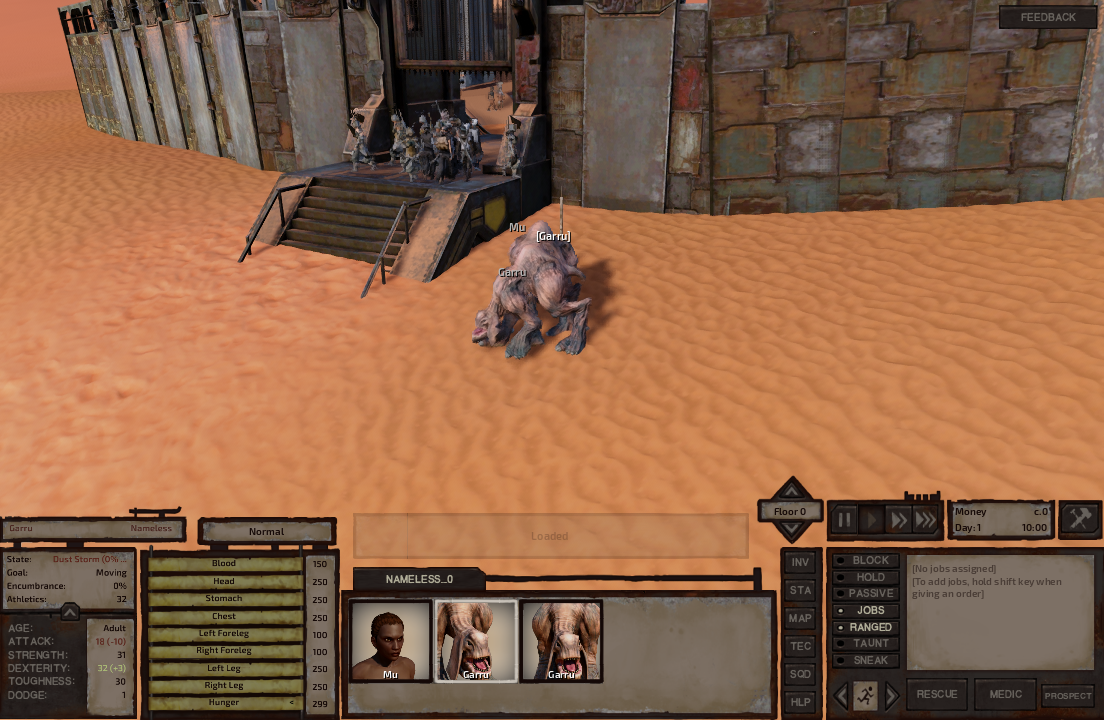 FEEDBACK
Mu
[Garru]
Garru
Garru Nameless
Normal
Loaded
Floor 0
Money c.0
Day: 1 10:00
State: Dust Storm (0% ...
Goal: Moving
Encumbrance: 0%
Athletics: 32
AGE: Adult
ATTACK: 18 (-10)
STRENGTH: 31
DEXTERITY: 32 (+3)
TOUGHNESS: 30
DODGE: 1
Blood 150
Head 250
Stomach 250
Chest 250
Left Foreleg 100
Right Foreleg 100
Left Leg 250
Right Leg 250
Hunger < 299
NAMELESS_0
Mu
Garru
Garru
INV
STA
MAP
TEC
SQD
HLP
BLOCK
HOLD
PASSIVE
JOBS
RANGED
TAUNT
SNEAK
[No jobs assigned]
[To add jobs, hold shift key when
giving an order]
RESCUE
MEDIC
PROSPECT